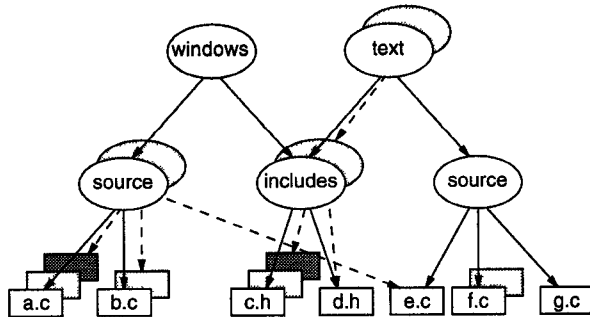 windows
text
source
includes
source
a.c
b.c
c.h
d.h
e.c
f.c
g.c